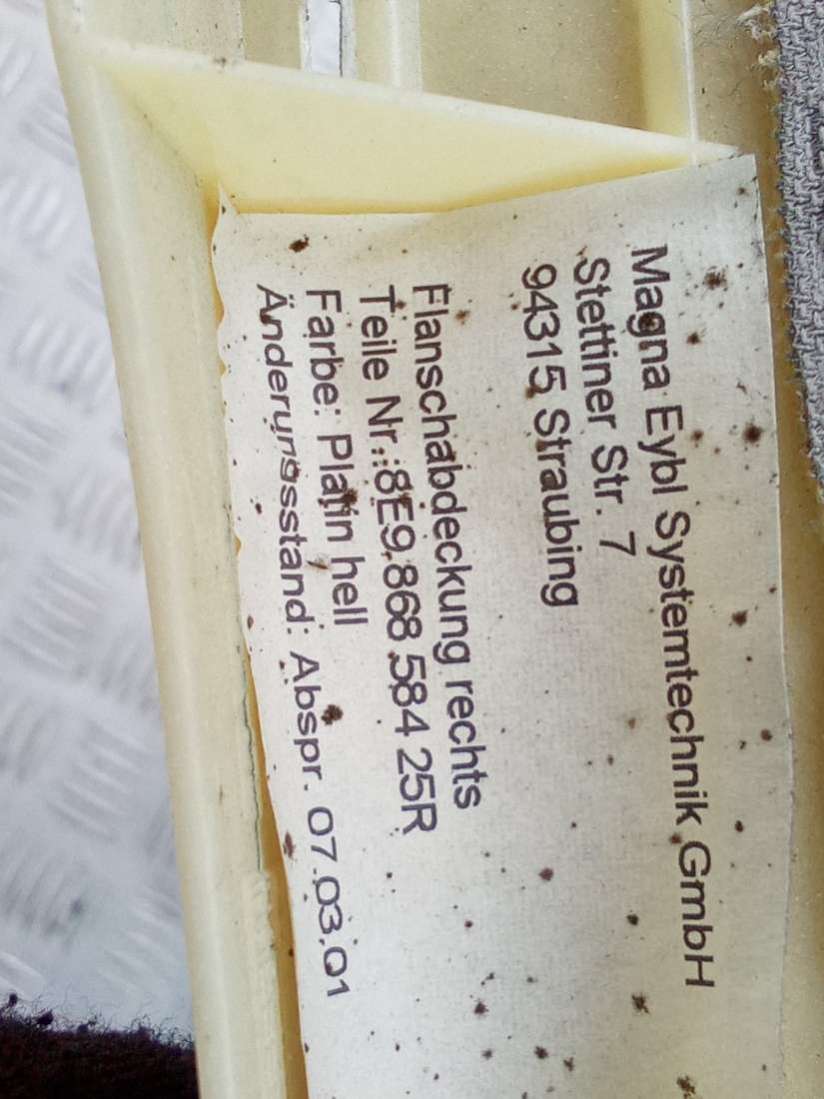 Magna Eybl Systemtechnik GmbH
Stettiner Str. 7
94315 Straubing
Flanschabdeckung rechts
Teile Nr.:8E9.868 584 25R
Farbe: Platin hell
Änderungsstand: Abspr. 07.03.01